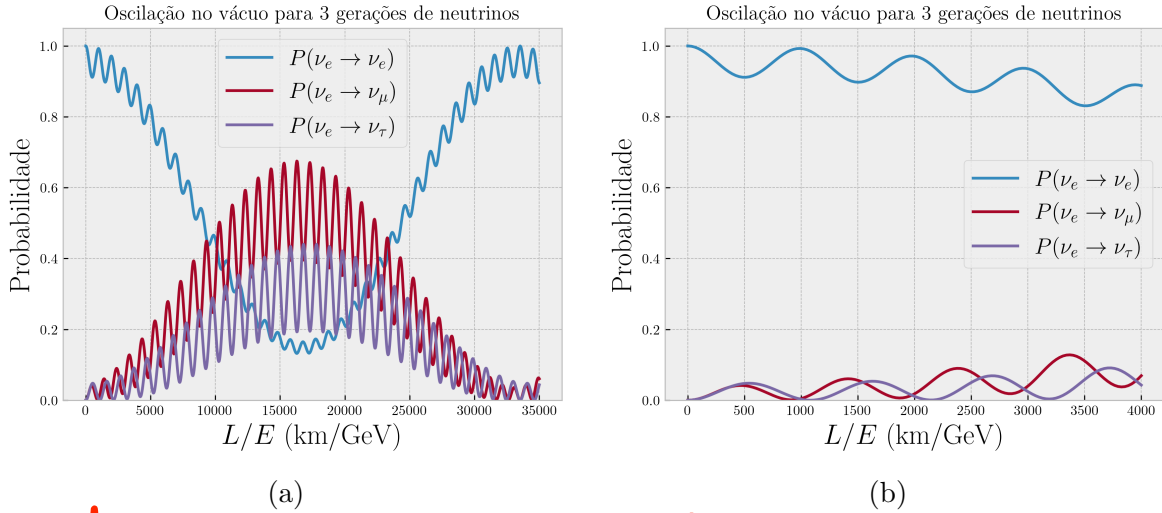 Oscilação no vácuo para 3 gerações de neutrinos
Probabilidade
1.0
0.8
0.6
0.4
0.2
0.0
P(νe → νe)
P(νe → νμ)
P(νe → ντ)
0 5000 10000 15000 20000 25000 30000 35000
L/E (km/GeV)
(a)
Oscilação no vácuo para 3 gerações de neutrinos
Probabilidade
1.0
0.8
0.6
0.4
0.2
0.0
P(νe → νe)
P(νe → νμ)
P(νe → ντ)
0 500 1000 1500 2000 2500 3000 3500 4000
L/E (km/GeV)
(b)